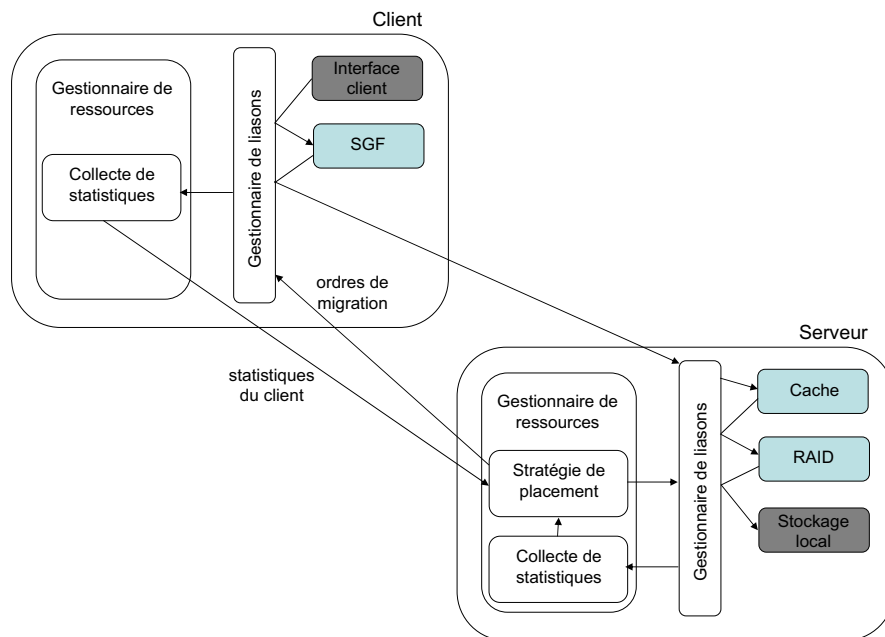 Client
Gestionnaire de
ressources
Collecte de
statistiques
Gestionnaire de liasons
Interface
client
SGF
ordres de
migration
statistiques
du client
Serveur
Gestionnaire de
ressources
Stratégie de
placement
Collecte de
statistiques
Gestionnaire de liasons
Cache
RAID
Stockage
local